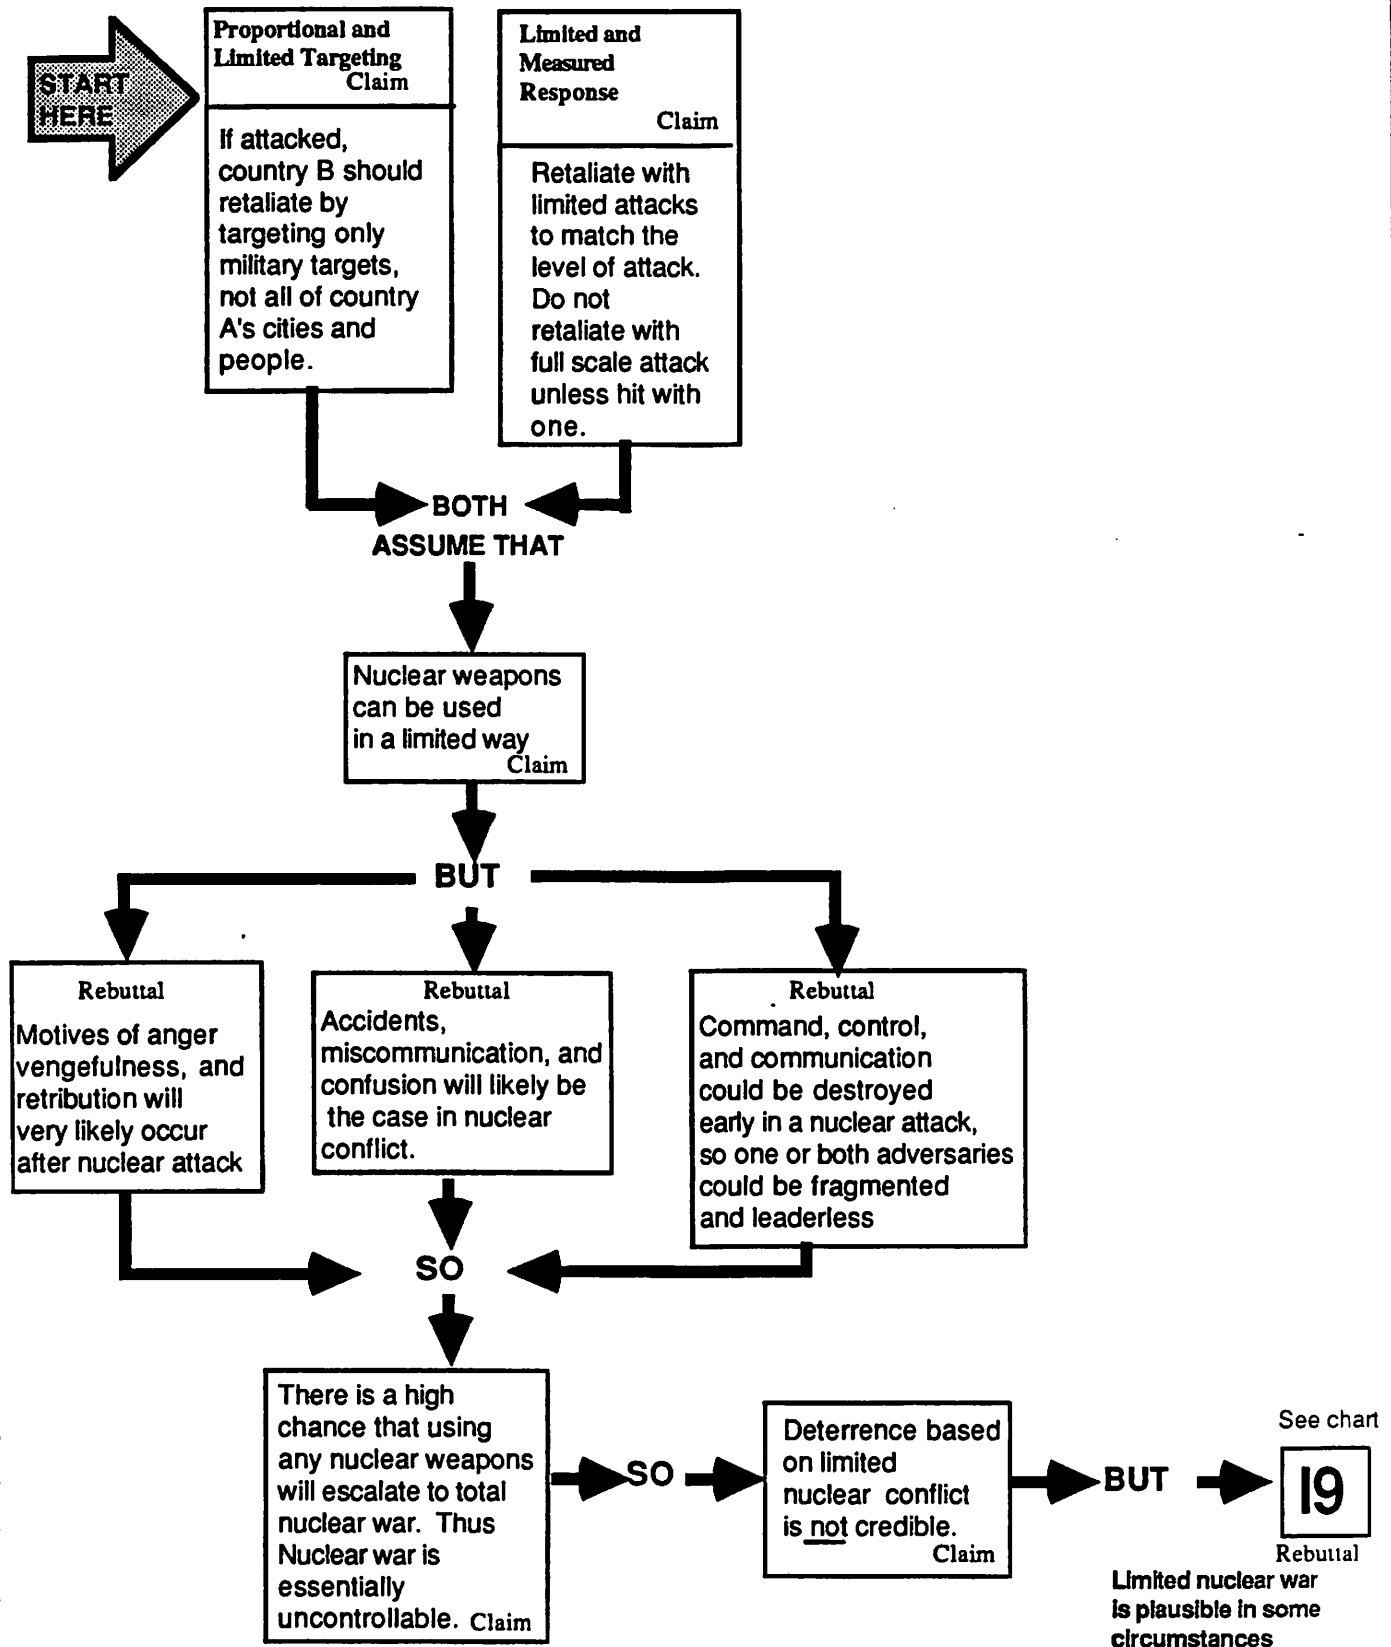 START
HERE
Proportional and
Limited Targeting
Claim
If attacked,
country B should
retaliate by
targeting only
military targets,
not all of country
A's cities and
people.
Limited and
Measured
Response
Claim
Retaliate with
limited attacks
to match the
level of attack.
Do not
retaliate with
full scale attack
unless hit with
one.
BOTH
ASSUME THAT
Nuclear weapons
can be used
in a limited way
Claim
BUT
Rebuttal
Motives of anger
vengefulness, and
retribution will
very likely occur
after nuclear attack
Rebuttal
Accidents,
miscommunication, and
confusion will likely be
the case in nuclear
conflict.
Rebuttal
Command, control,
and communication
could be destroyed
early in a nuclear attack,
so one or both adversaries
could be fragmented
and leaderless
SO
There is a high
chance that using
any nuclear weapons
will escalate to total
nuclear war. Thus
Nuclear war is
essentially
uncontrollable. Claim
SO
Deterrence based
on limited
nuclear conflict
is not credible.
Claim
BUT
See chart
19
Rebuttal
Limited nuclear war
is plausible in some
circumstances